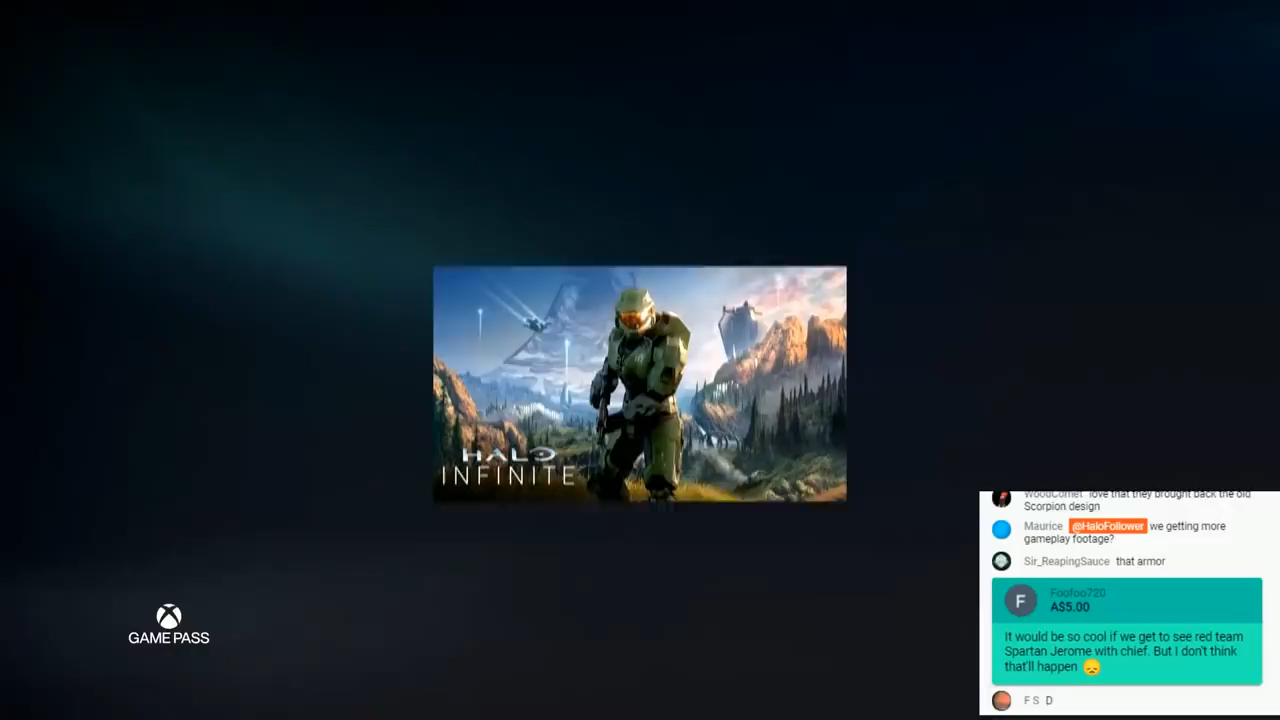 HALO
INFINITE
GAME PASS
WoodComet love that they brought back the old
Scorpion design
Maurice @HaloFollower we getting more
gameplay footage?
Sir_ReapingSauce that armor
F
Foofoo720
A$5.00
It would be so cool if we get to see red team
Spartan Jerome with chief. But I don't think
that'll happen 😞
F S D